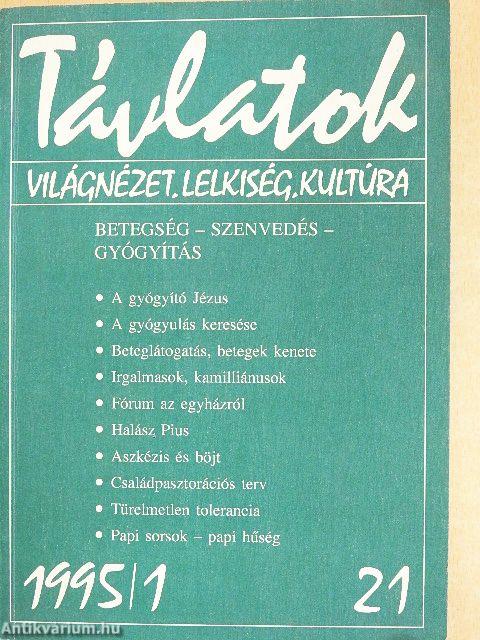 Távlatok
VILÁGNÉZET.LELKISÉG.KULTÚRA
BETEGSÉG – SZENVEDÉS –
GYÓGYÍTÁS
• A gyógyító Jézus
• A gyógyulás keresése
• Beteglátogatás, betegek kenete
• Irgalmasok, kamilliánusok
• Fórum az egyházról
• Halász Pius
• Aszkézis és böjt
• Családpasztorációs terv
• Türelmetlen tolerancia
• Papi sorsok – papi hűség
1995/1 21
Antikvarium.hu